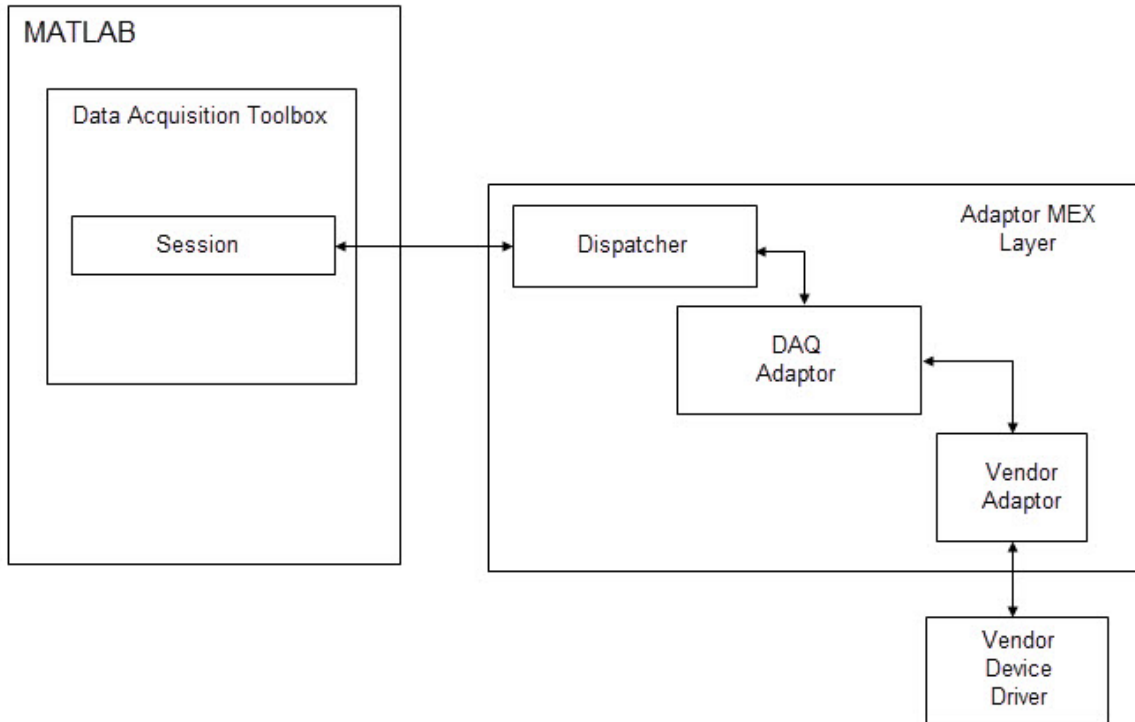 MATLAB
Data Acquisition Toolbox
Session
Dispatcher
Adaptor MEX
Layer
DAQ
Adaptor
Vendor
Adaptor
Vendor
Device
Driver